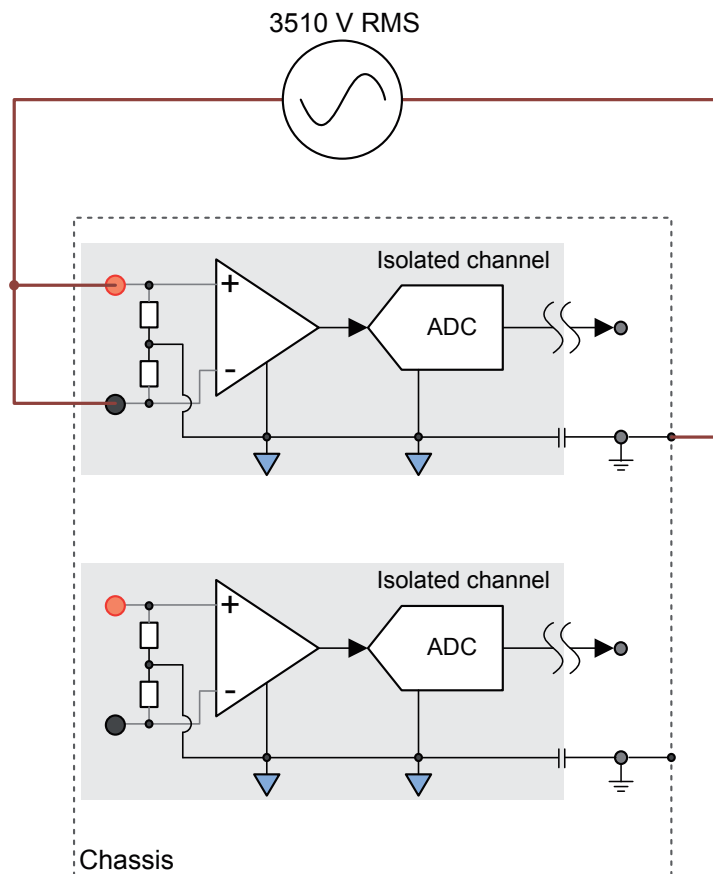 3510 V RMS
Isolated channel
+
ADC
-
Isolated channel
+
ADC
-
Chassis